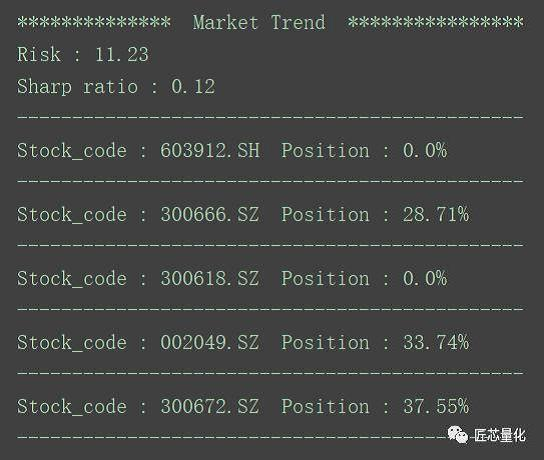 ************** Market Trend ****************
Risk : 11.23
Sharp ratio : 0.12
----------------------------------------------
Stock_code : 603912.SH Position : 0.0%
----------------------------------------------
Stock_code : 300666.SZ Position : 28.71%
----------------------------------------------
Stock_code : 300618.SZ Position : 0.0%
----------------------------------------------
Stock_code : 002049.SZ Position : 33.74%
----------------------------------------------
Stock_code : 300672.SZ Position : 37.55%
----------------------------------------------
匠芯量化